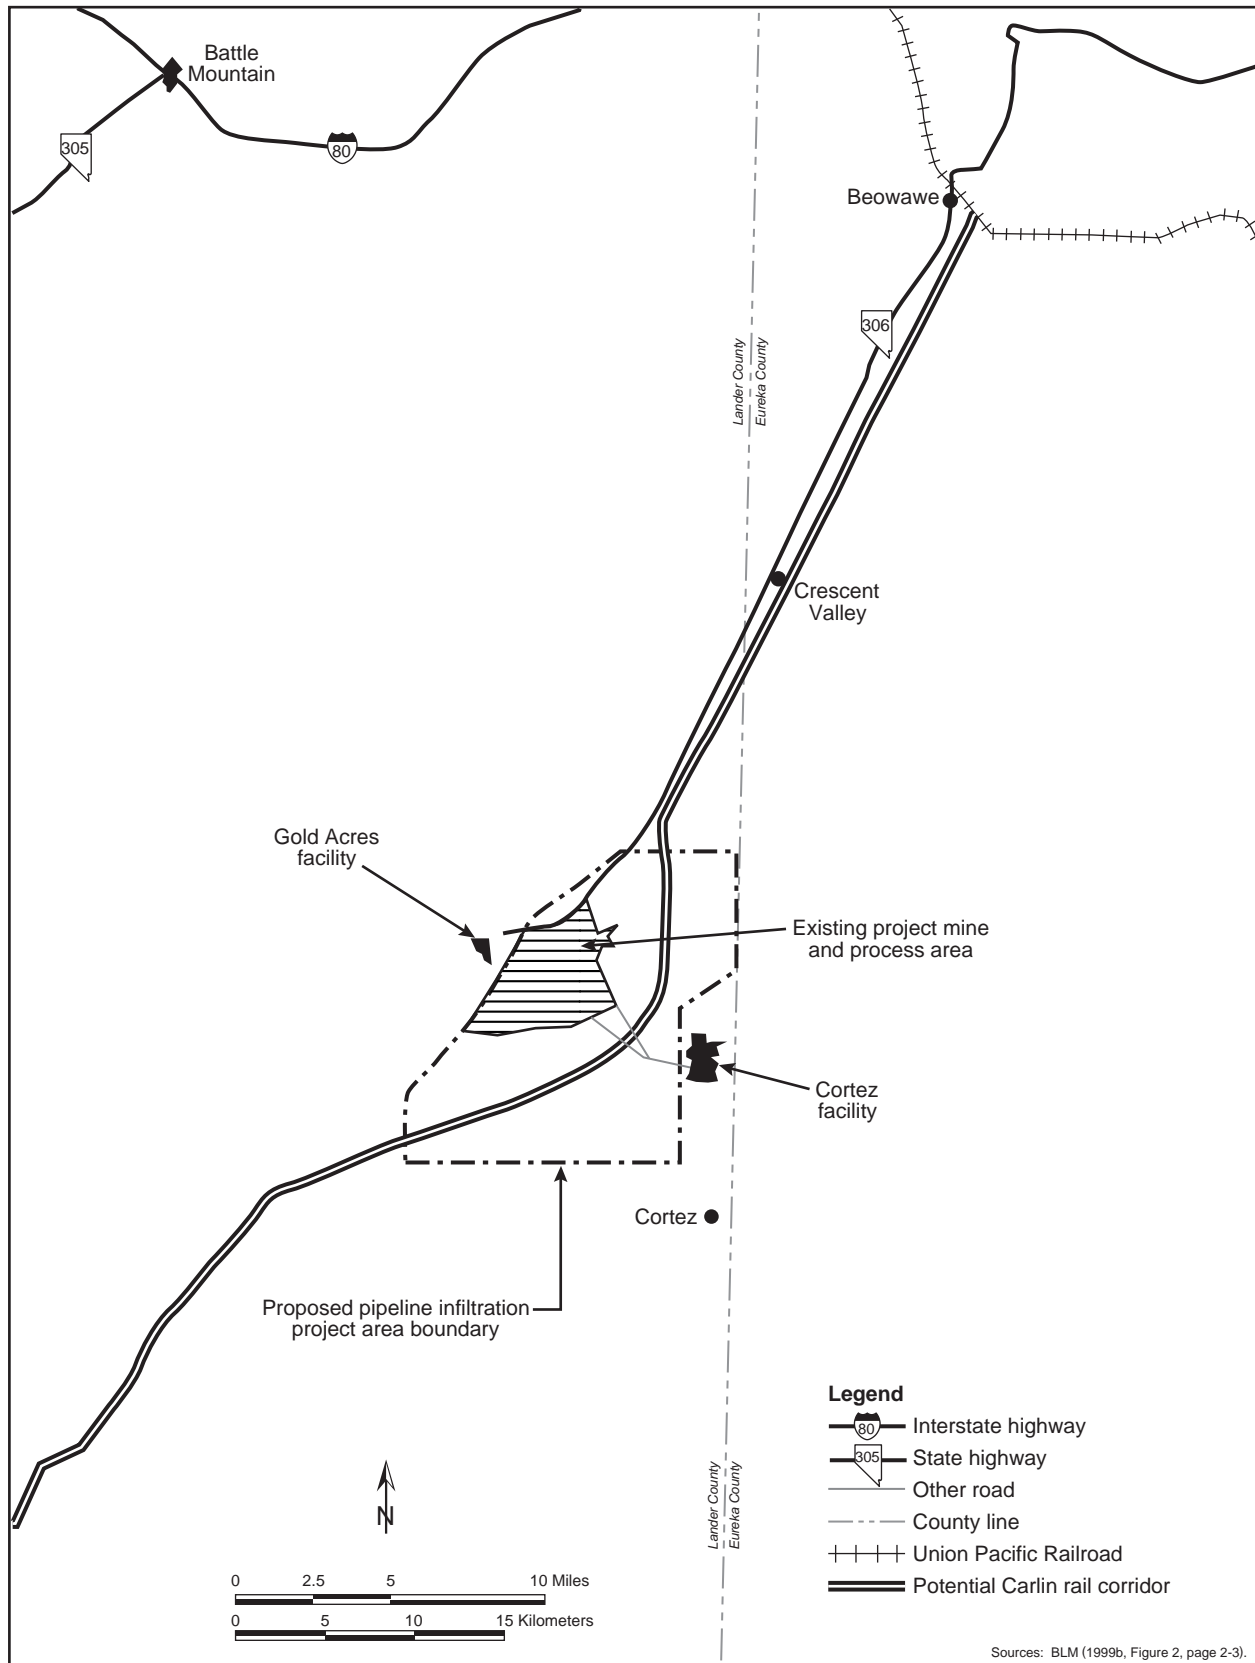 Battle
Mountain
305
80
Beowawe
306
Lander County
Eureka County
Crescent
Valley
Gold Acres
facility
Existing project mine
and process area
Cortez
facility
Cortez
Proposed pipeline infiltration
project area boundary
Lander County
Eureka County
Legend
80 Interstate highway
305 State highway
Other road
County line
Union Pacific Railroad
Potential Carlin rail corridor
N
0 2.5 5 10 Miles
0 5 10 15 Kilometers
Sources: BLM (1999b, Figure 2, page 2-3).